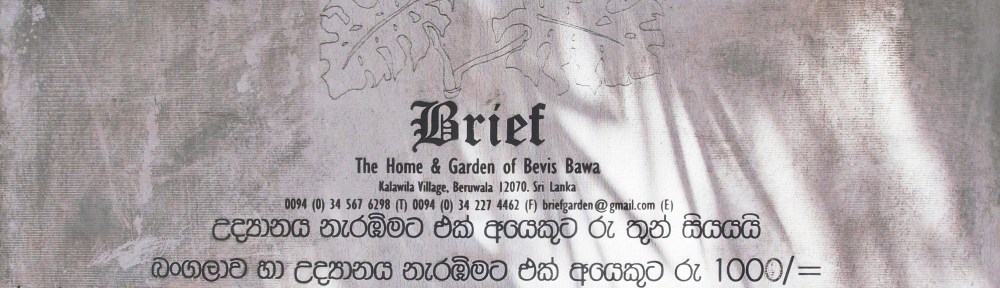 Brief
The Home & Garden of Bevis Bawa
Kalawila Village, Beruwala 12070. Sri Lanka
0094 (0) 34 567 6298 (T) 0094 (0) 34 227 4462 (F) briefgarden@gmail.com (E)
උද්‍යානය නැරඹීමට එක් අයෙකුට රු තුන් සියයයි
බංගලාව හා උද්‍යානය නැරඹීමට එක් අයෙකුට රු 1000/=